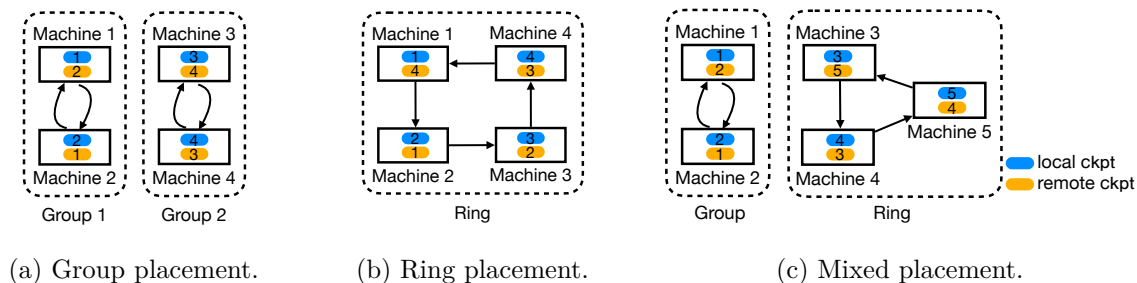 Machine 1
1
2
2
1
Machine 2
Group 1
Machine 3
3
4
4
3
Machine 4
Group 2
(a) Group placement.
Machine 1
1
4
Machine 4
4
3
2
1
Machine 2
3
2
Machine 3
Ring
(b) Ring placement.
Machine 1
1
2
2
1
Machine 2
Group
Machine 3
3
5
5
4
Machine 5
4
3
Machine 4
Ring
local ckpt
remote ckpt
(c) Mixed placement.